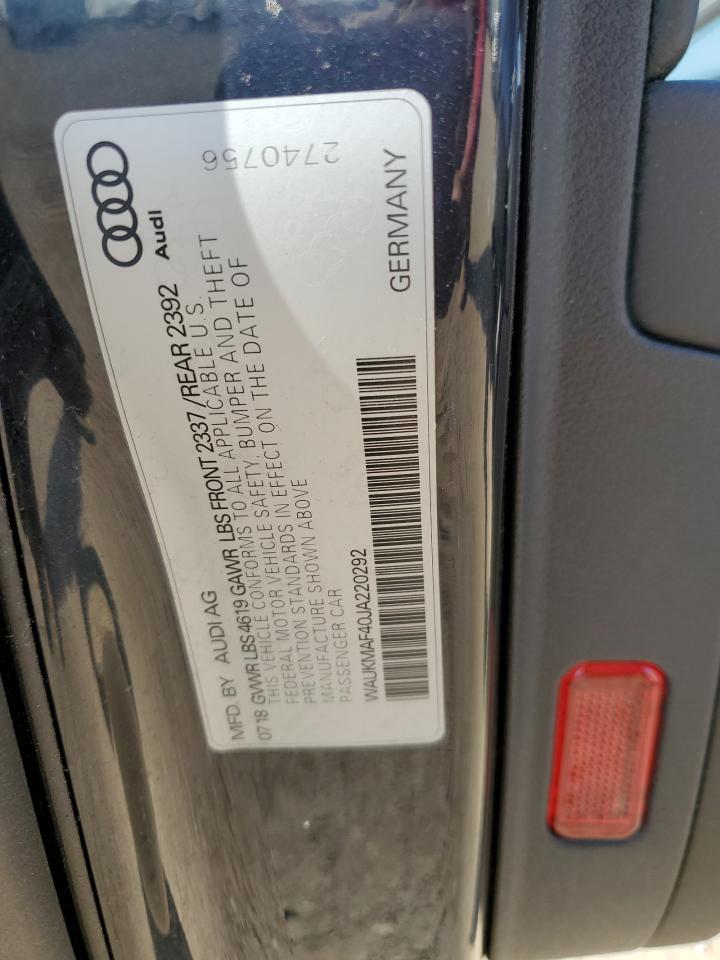 Audi
2740756
MFD. BY AUDI AG
07 18 GVWR LBS 4619 GAWR LBS FRONT 2337 /REAR 2392
THIS VEHICLE CONFORMS TO ALL APPLICABLE U.S.
FEDERAL MOTOR VEHICLE SAFETY, BUMPER AND THEFT
PREVENTION STANDARDS IN EFFECT ON THE DATE OF
MANUFACTURE SHOWN ABOVE
PASSENGER CAR
WAUKMAF40JA220292
GERMANY